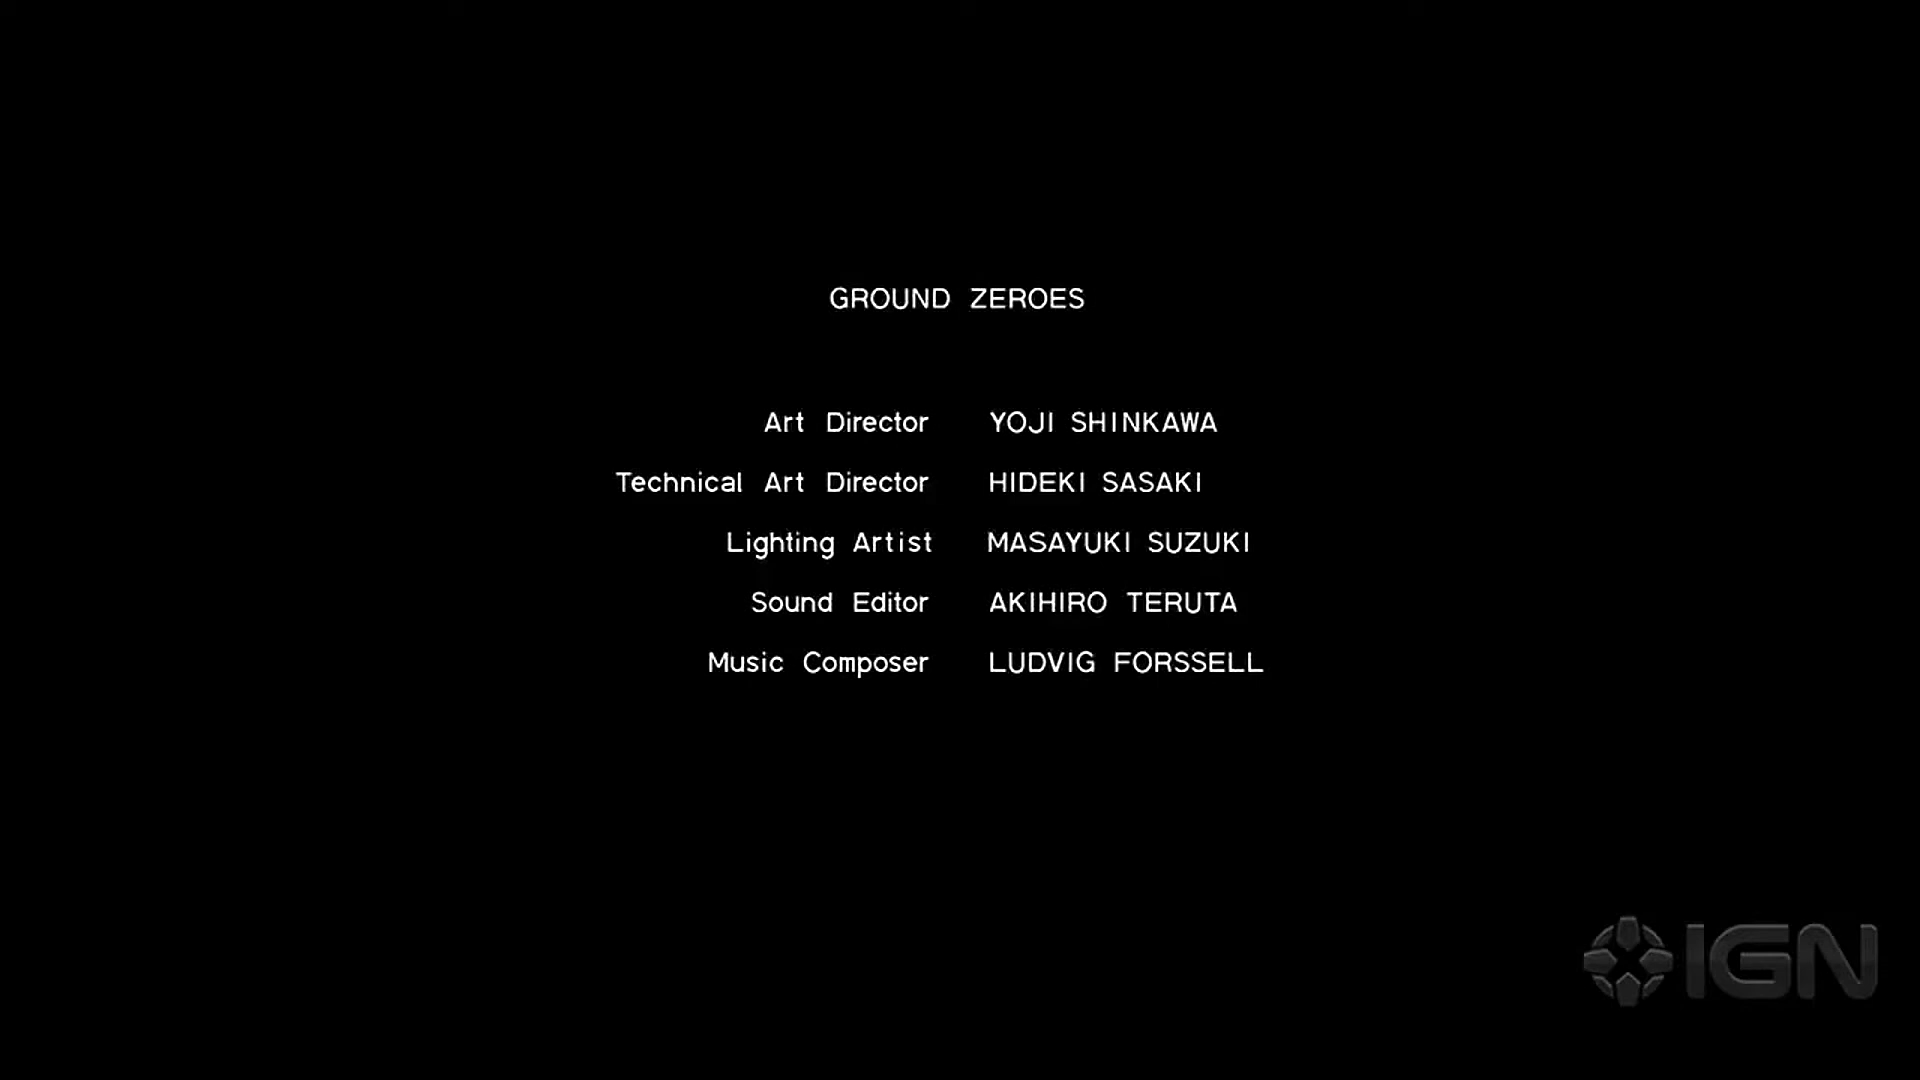 GROUND ZEROES
Art Director YOJI SHINKAWA
Technical Art Director HIDEKI SASAKI
Lighting Artist MASAYUKI SUZUKI
Sound Editor AKIHIRO TERUTA
Music Composer LUDVIG FORSSELL
IGN